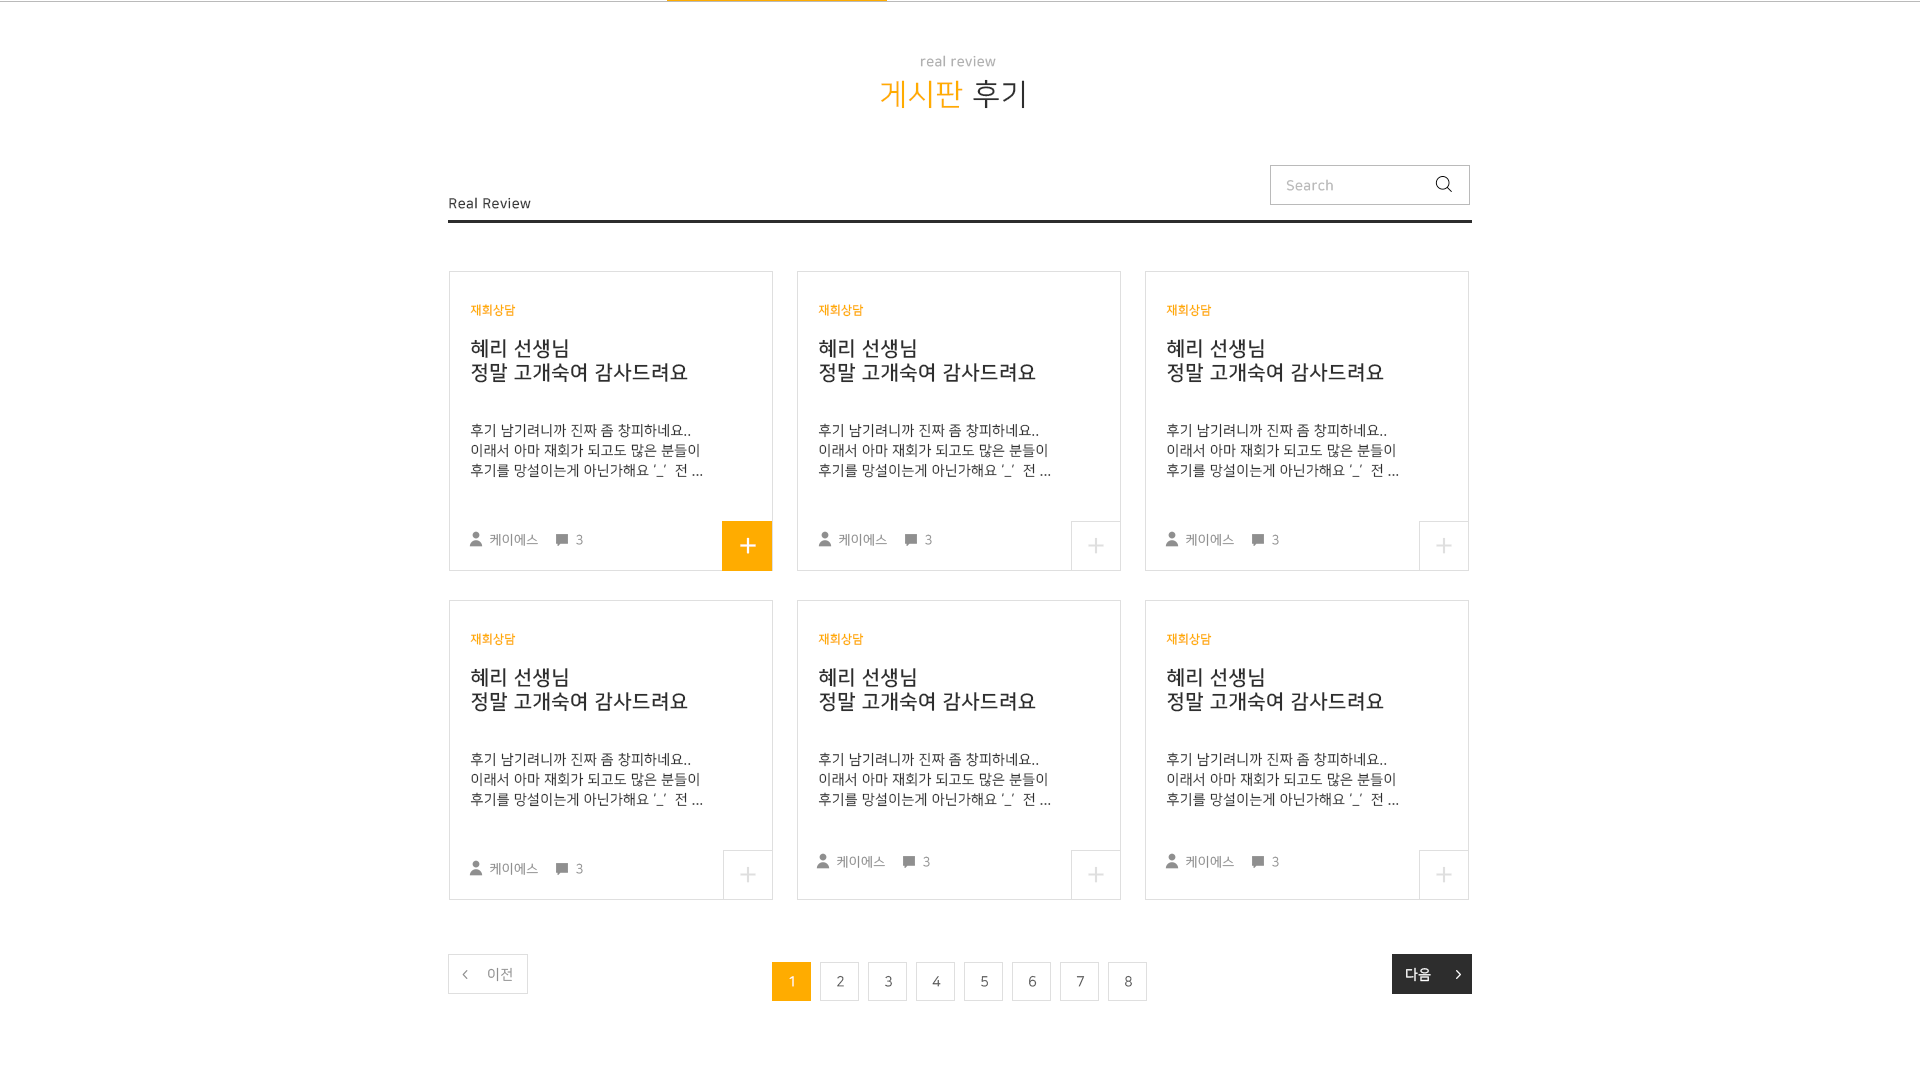 real review
게시판 후기
Search
Real Review
재회상담
혜리 선생님
정말 고개숙여 감사드려요
후기 남기려니까 진짜 좀 창피하네요..
이래서 아마 재회가 되고도 많은 분들이
후기를 망설이는게 아닌가해요 '_'  전 ...
케이에스 3
재회상담
혜리 선생님
정말 고개숙여 감사드려요
후기 남기려니까 진짜 좀 창피하네요..
이래서 아마 재회가 되고도 많은 분들이
후기를 망설이는게 아닌가해요 '_'  전 ...
케이에스 3
재회상담
혜리 선생님
정말 고개숙여 감사드려요
후기 남기려니까 진짜 좀 창피하네요..
이래서 아마 재회가 되고도 많은 분들이
후기를 망설이는게 아닌가해요 '_'  전 ...
케이에스 3
재회상담
혜리 선생님
정말 고개숙여 감사드려요
후기 남기려니까 진짜 좀 창피하네요..
이래서 아마 재회가 되고도 많은 분들이
후기를 망설이는게 아닌가해요 '_'  전 ...
케이에스 3
재회상담
혜리 선생님
정말 고개숙여 감사드려요
후기 남기려니까 진짜 좀 창피하네요..
이래서 아마 재회가 되고도 많은 분들이
후기를 망설이는게 아닌가해요 '_'  전 ...
케이에스 3
재회상담
혜리 선생님
정말 고개숙여 감사드려요
후기 남기려니까 진짜 좀 창피하네요..
이래서 아마 재회가 되고도 많은 분들이
후기를 망설이는게 아닌가해요 '_'  전 ...
케이에스 3
이전
1 2 3 4 5 6 7 8
다음